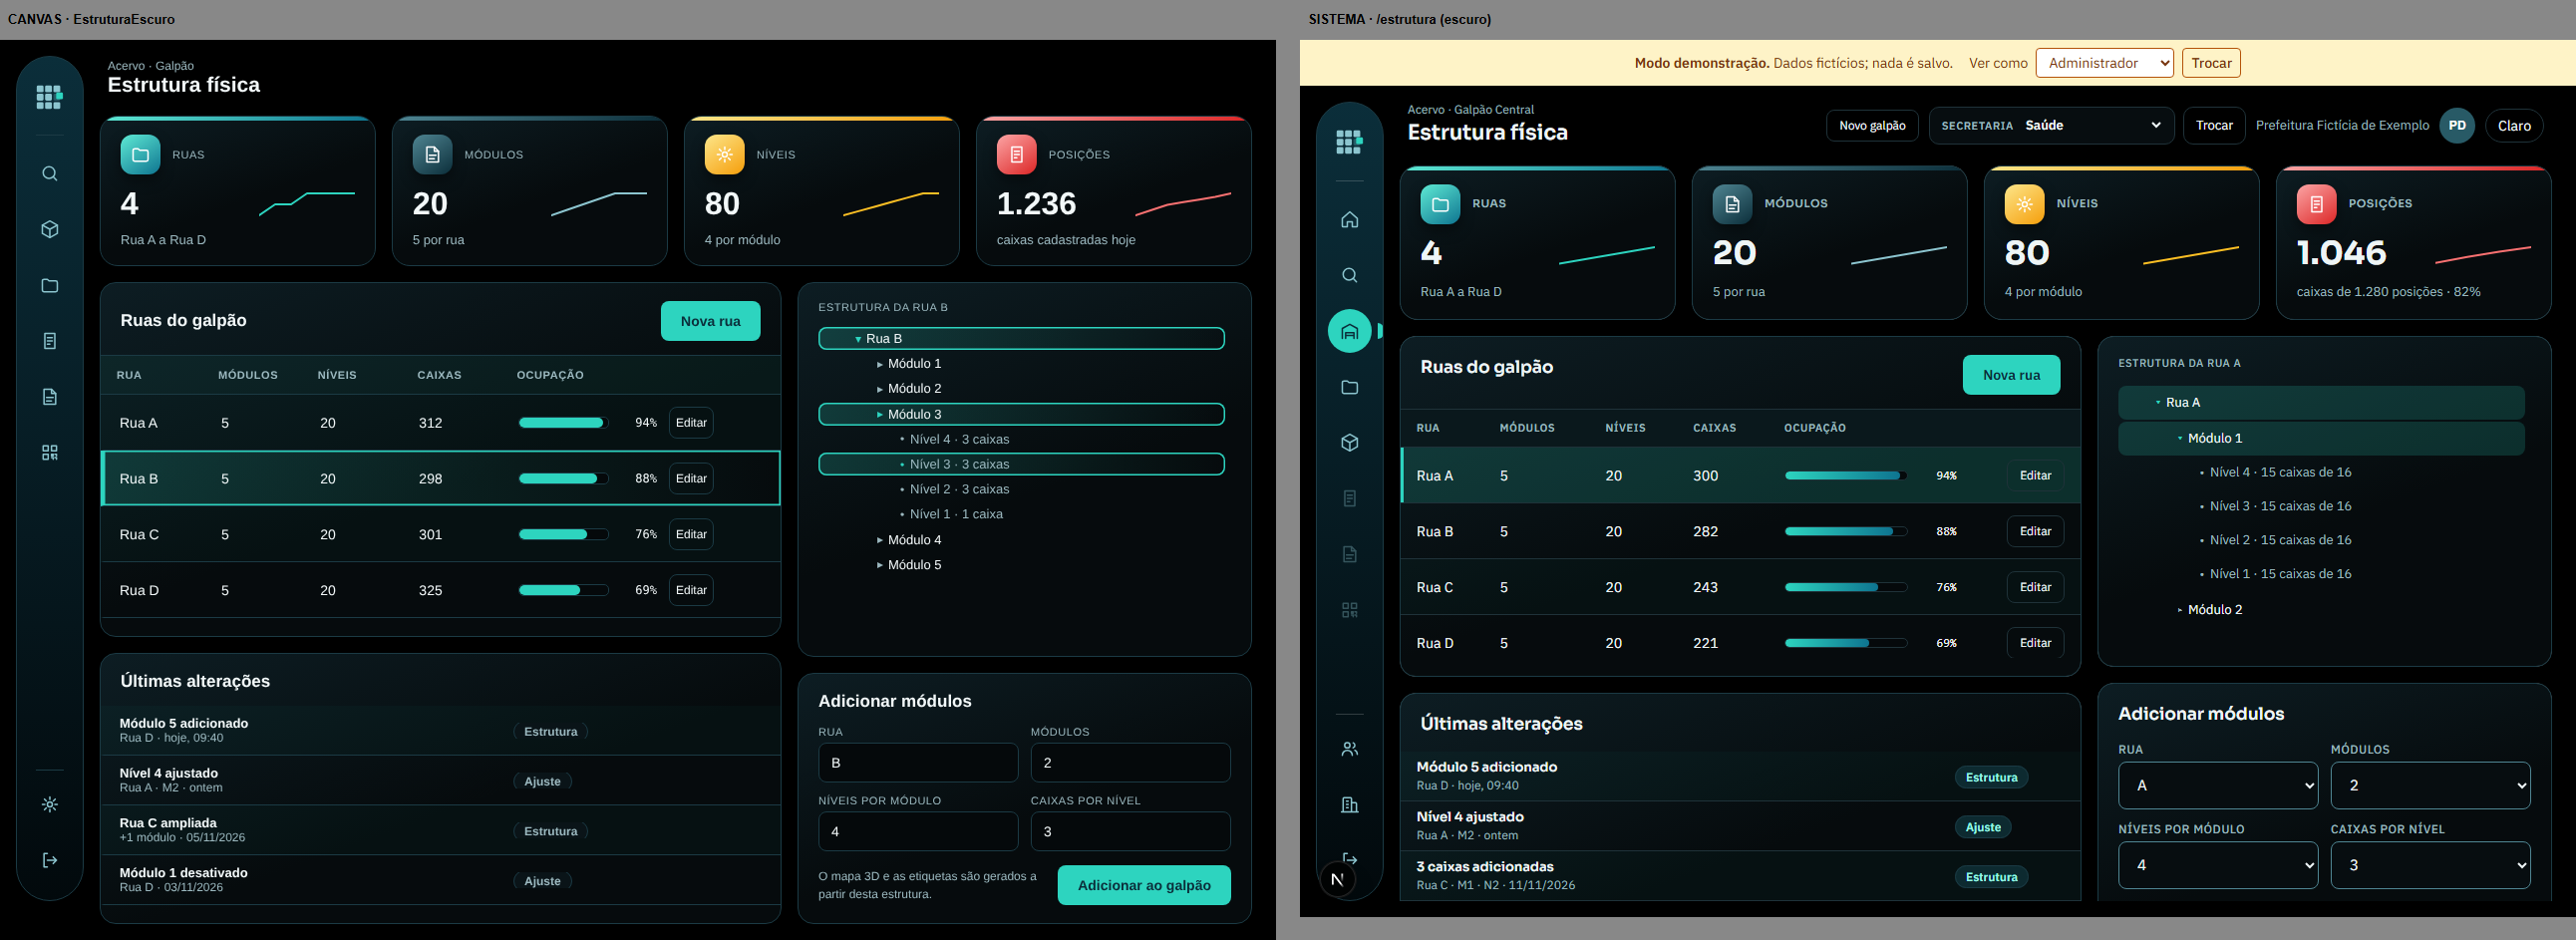 CANVAS · EstruturaEscuro
Acervo · Galpão
Estrutura física
RUAS
4
Rua A a Rua D
MÓDULOS
20
5 por rua
NÍVEIS
80
4 por módulo
POSIÇÕES
1.236
caixas cadastradas hoje
Ruas do galpão
Nova rua
RUA MÓDULOS NÍVEIS CAIXAS OCUPAÇÃO
Rua A 5 20 312 94% Editar
Rua B 5 20 298 88% Editar
Rua C 5 20 301 76% Editar
Rua D 5 20 325 69% Editar
ESTRUTURA DA RUA B
▾ Rua B
▸ Módulo 1
▸ Módulo 2
▸ Módulo 3
• Nível 4 · 3 caixas
• Nível 3 · 3 caixas
• Nível 2 · 3 caixas
• Nível 1 · 1 caixa
▸ Módulo 4
▸ Módulo 5
Últimas alterações
Módulo 5 adicionado
Rua D · hoje, 09:40
Estrutura
Nível 4 ajustado
Rua A · M2 · ontem
Ajuste
Rua C ampliada
+1 módulo · 05/11/2026
Estrutura
Módulo 1 desativado
Rua D · 03/11/2026
Ajuste
Adicionar módulos
RUA MÓDULOS
B 2
NÍVEIS POR MÓDULO CAIXAS POR NÍVEL
4 3
O mapa 3D e as etiquetas são gerados a
partir desta estrutura.
Adicionar ao galpão
SISTEMA · /estrutura (escuro)
Modo demonstração. Dados fictícios; nada é salvo. Ver como Administrador Trocar
Acervo · Galpão Central
Estrutura física
Novo galpão SECRETARIA Saúde Trocar Prefeitura Fictícia de Exemplo PD Claro
RUAS
4
Rua A a Rua D
MÓDULOS
20
5 por rua
NÍVEIS
80
4 por módulo
POSIÇÕES
1.046
caixas de 1.280 posições · 82%
Ruas do galpão
Nova rua
RUA MÓDULOS NÍVEIS CAIXAS OCUPAÇÃO
Rua A 5 20 300 94% Editar
Rua B 5 20 282 88% Editar
Rua C 5 20 243 76% Editar
Rua D 5 20 221 69% Editar
ESTRUTURA DA RUA A
▾ Rua A
▾ Módulo 1
• Nível 4 · 15 caixas de 16
• Nível 3 · 15 caixas de 16
• Nível 2 · 15 caixas de 16
• Nível 1 · 15 caixas de 16
▸ Módulo 2
Últimas alterações
Módulo 5 adicionado
Rua D · hoje, 09:40
Estrutura
Nível 4 ajustado
Rua A · M2 · ontem
Ajuste
3 caixas adicionadas
Rua C · M1 · N2 · 11/11/2026
Estrutura
Adicionar módulos
RUA MÓDULOS
A 2
NÍVEIS POR MÓDULO CAIXAS POR NÍVEL
4 3
N